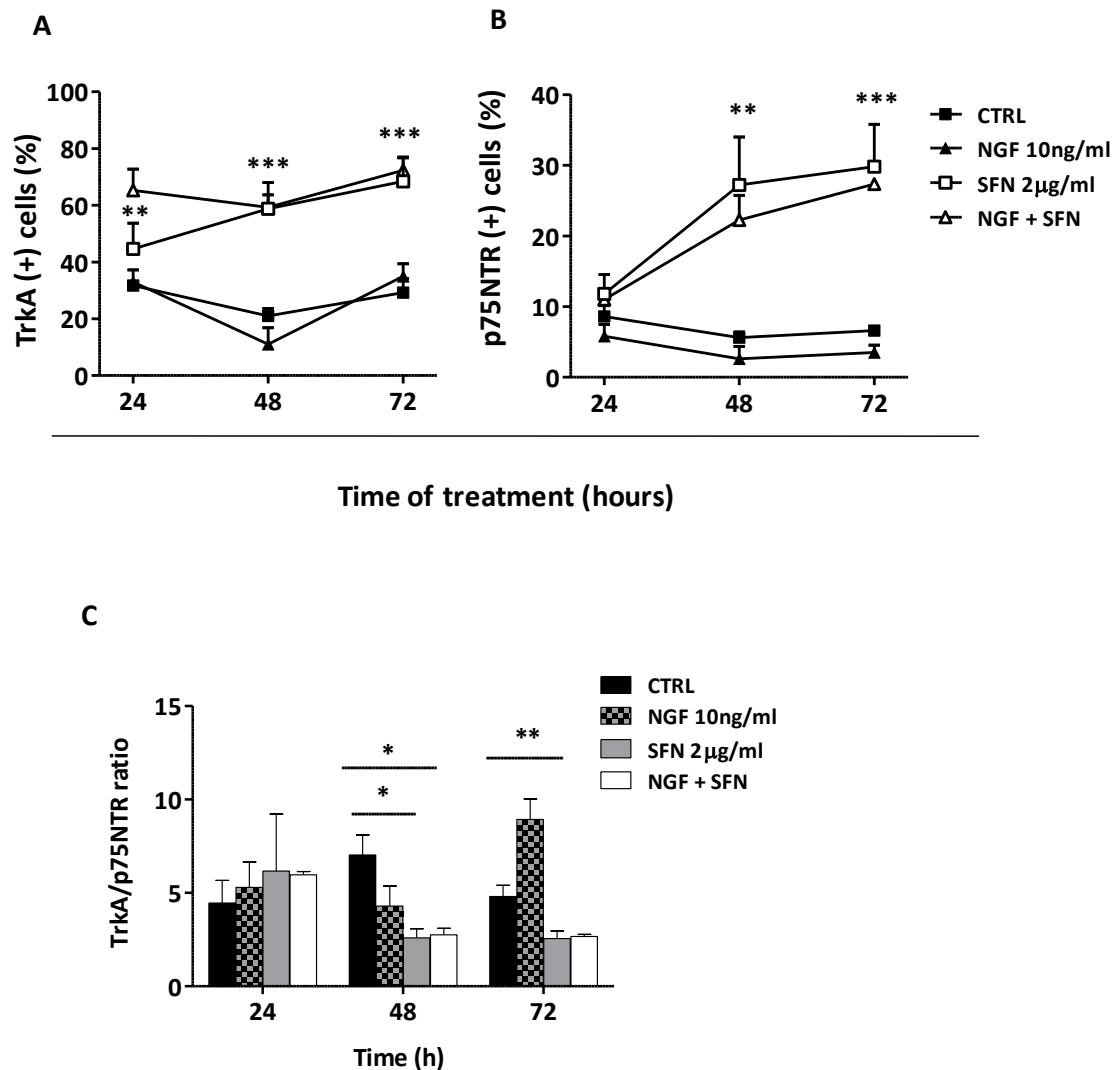 A
B
TrkA (+) cells (%)
100
80
60
40
20
0
**
***
***
24
48
72
p75NTR (+) cells (%)
40
30
20
10
0
**
***
24
48
72
CTRL
NGF 10ng/ml
SFN 2µg/ml
NGF + SFN
Time of treatment (hours)
C
TrkA/p75NTR ratio
15
10
5
0
*
*
**
24
48
72
Time (h)
CTRL
NGF 10ng/ml
SFN 2µg/ml
NGF + SFN